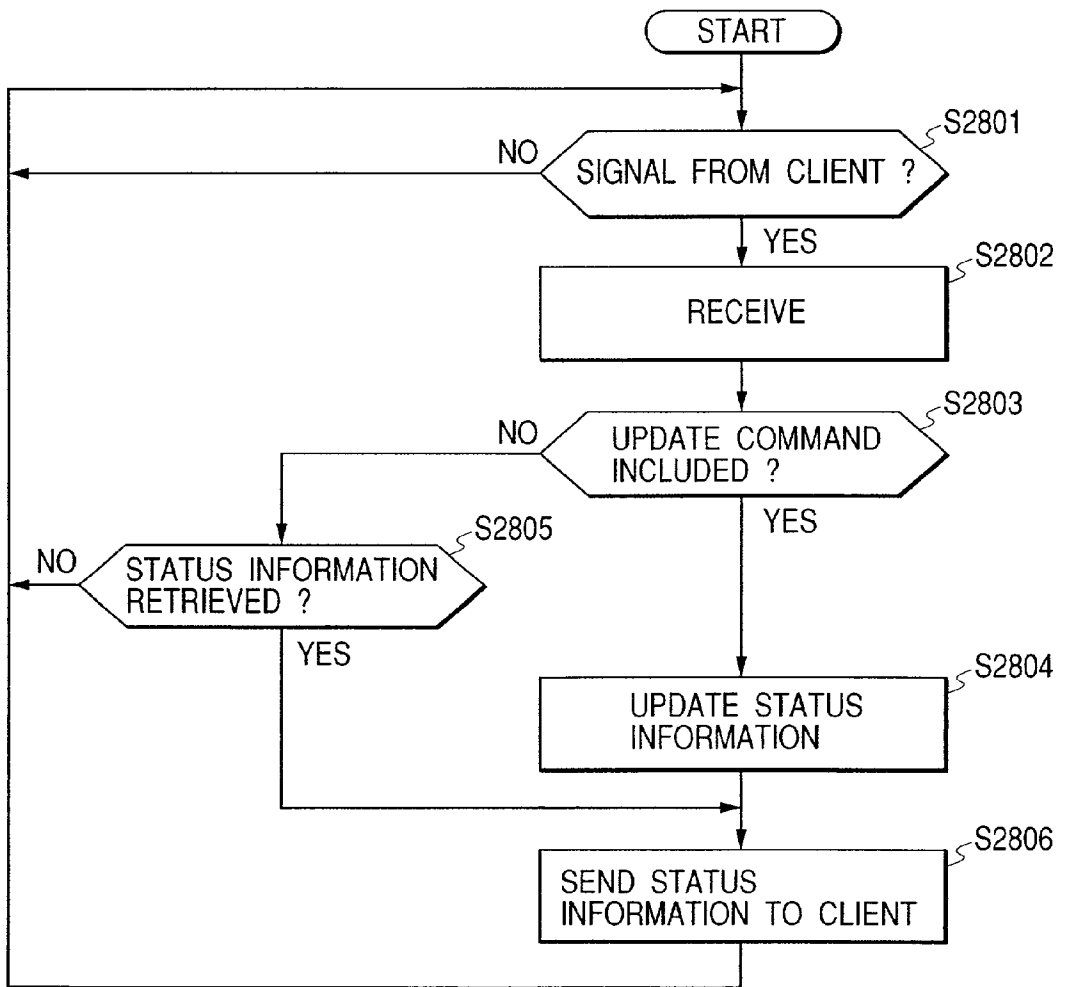 START
S2801
NO
SIGNAL FROM CLIENT ?
YES
S2802
RECEIVE
S2803
NO
UPDATE COMMAND
INCLUDED ?
YES
S2805
NO
STATUS INFORMATION
RETRIEVED ?
YES
S2804
UPDATE STATUS
INFORMATION
S2806
SEND STATUS
INFORMATION TO CLIENT